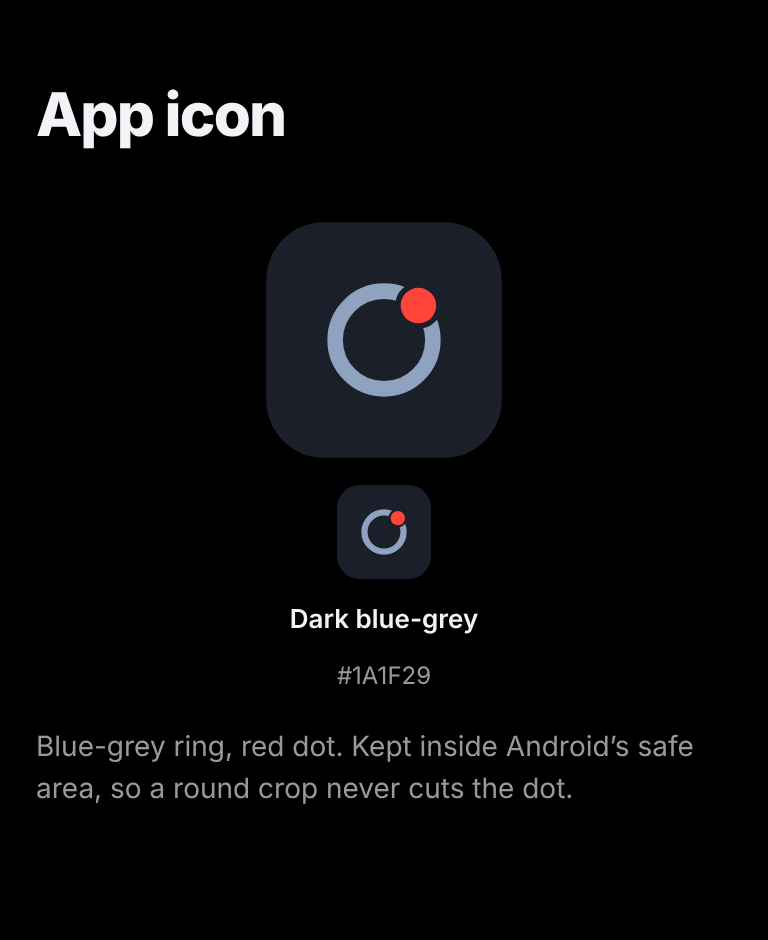 App icon
Dark blue-grey
#1A1F29
Blue-grey ring, red dot. Kept inside Android’s safe
area, so a round crop never cuts the dot.